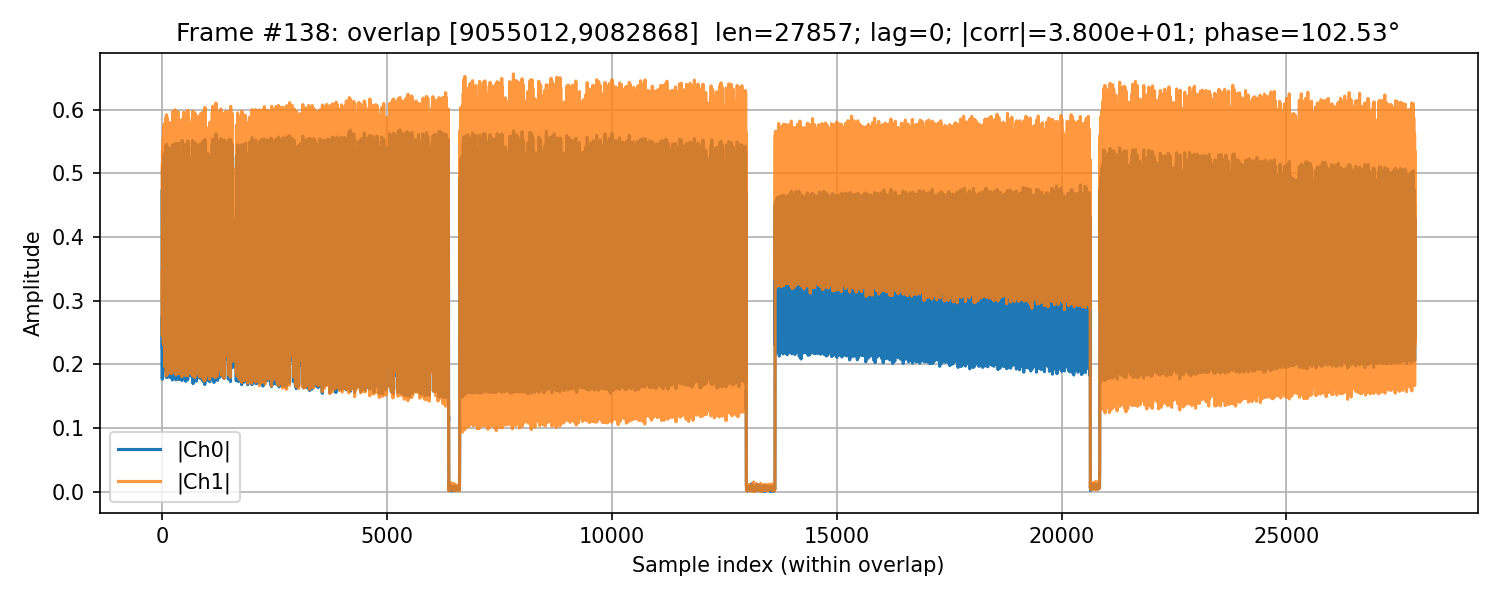 Frame #138: overlap [9055012,9082868]  len=27857; lag=0; |corr|=3.800e+01; phase=102.53°
Amplitude
0.6
0.5
0.4
0.3
0.2
0.1
0.0
|Ch0|
|Ch1|
0 5000 10000 15000 20000 25000
Sample index (within overlap)